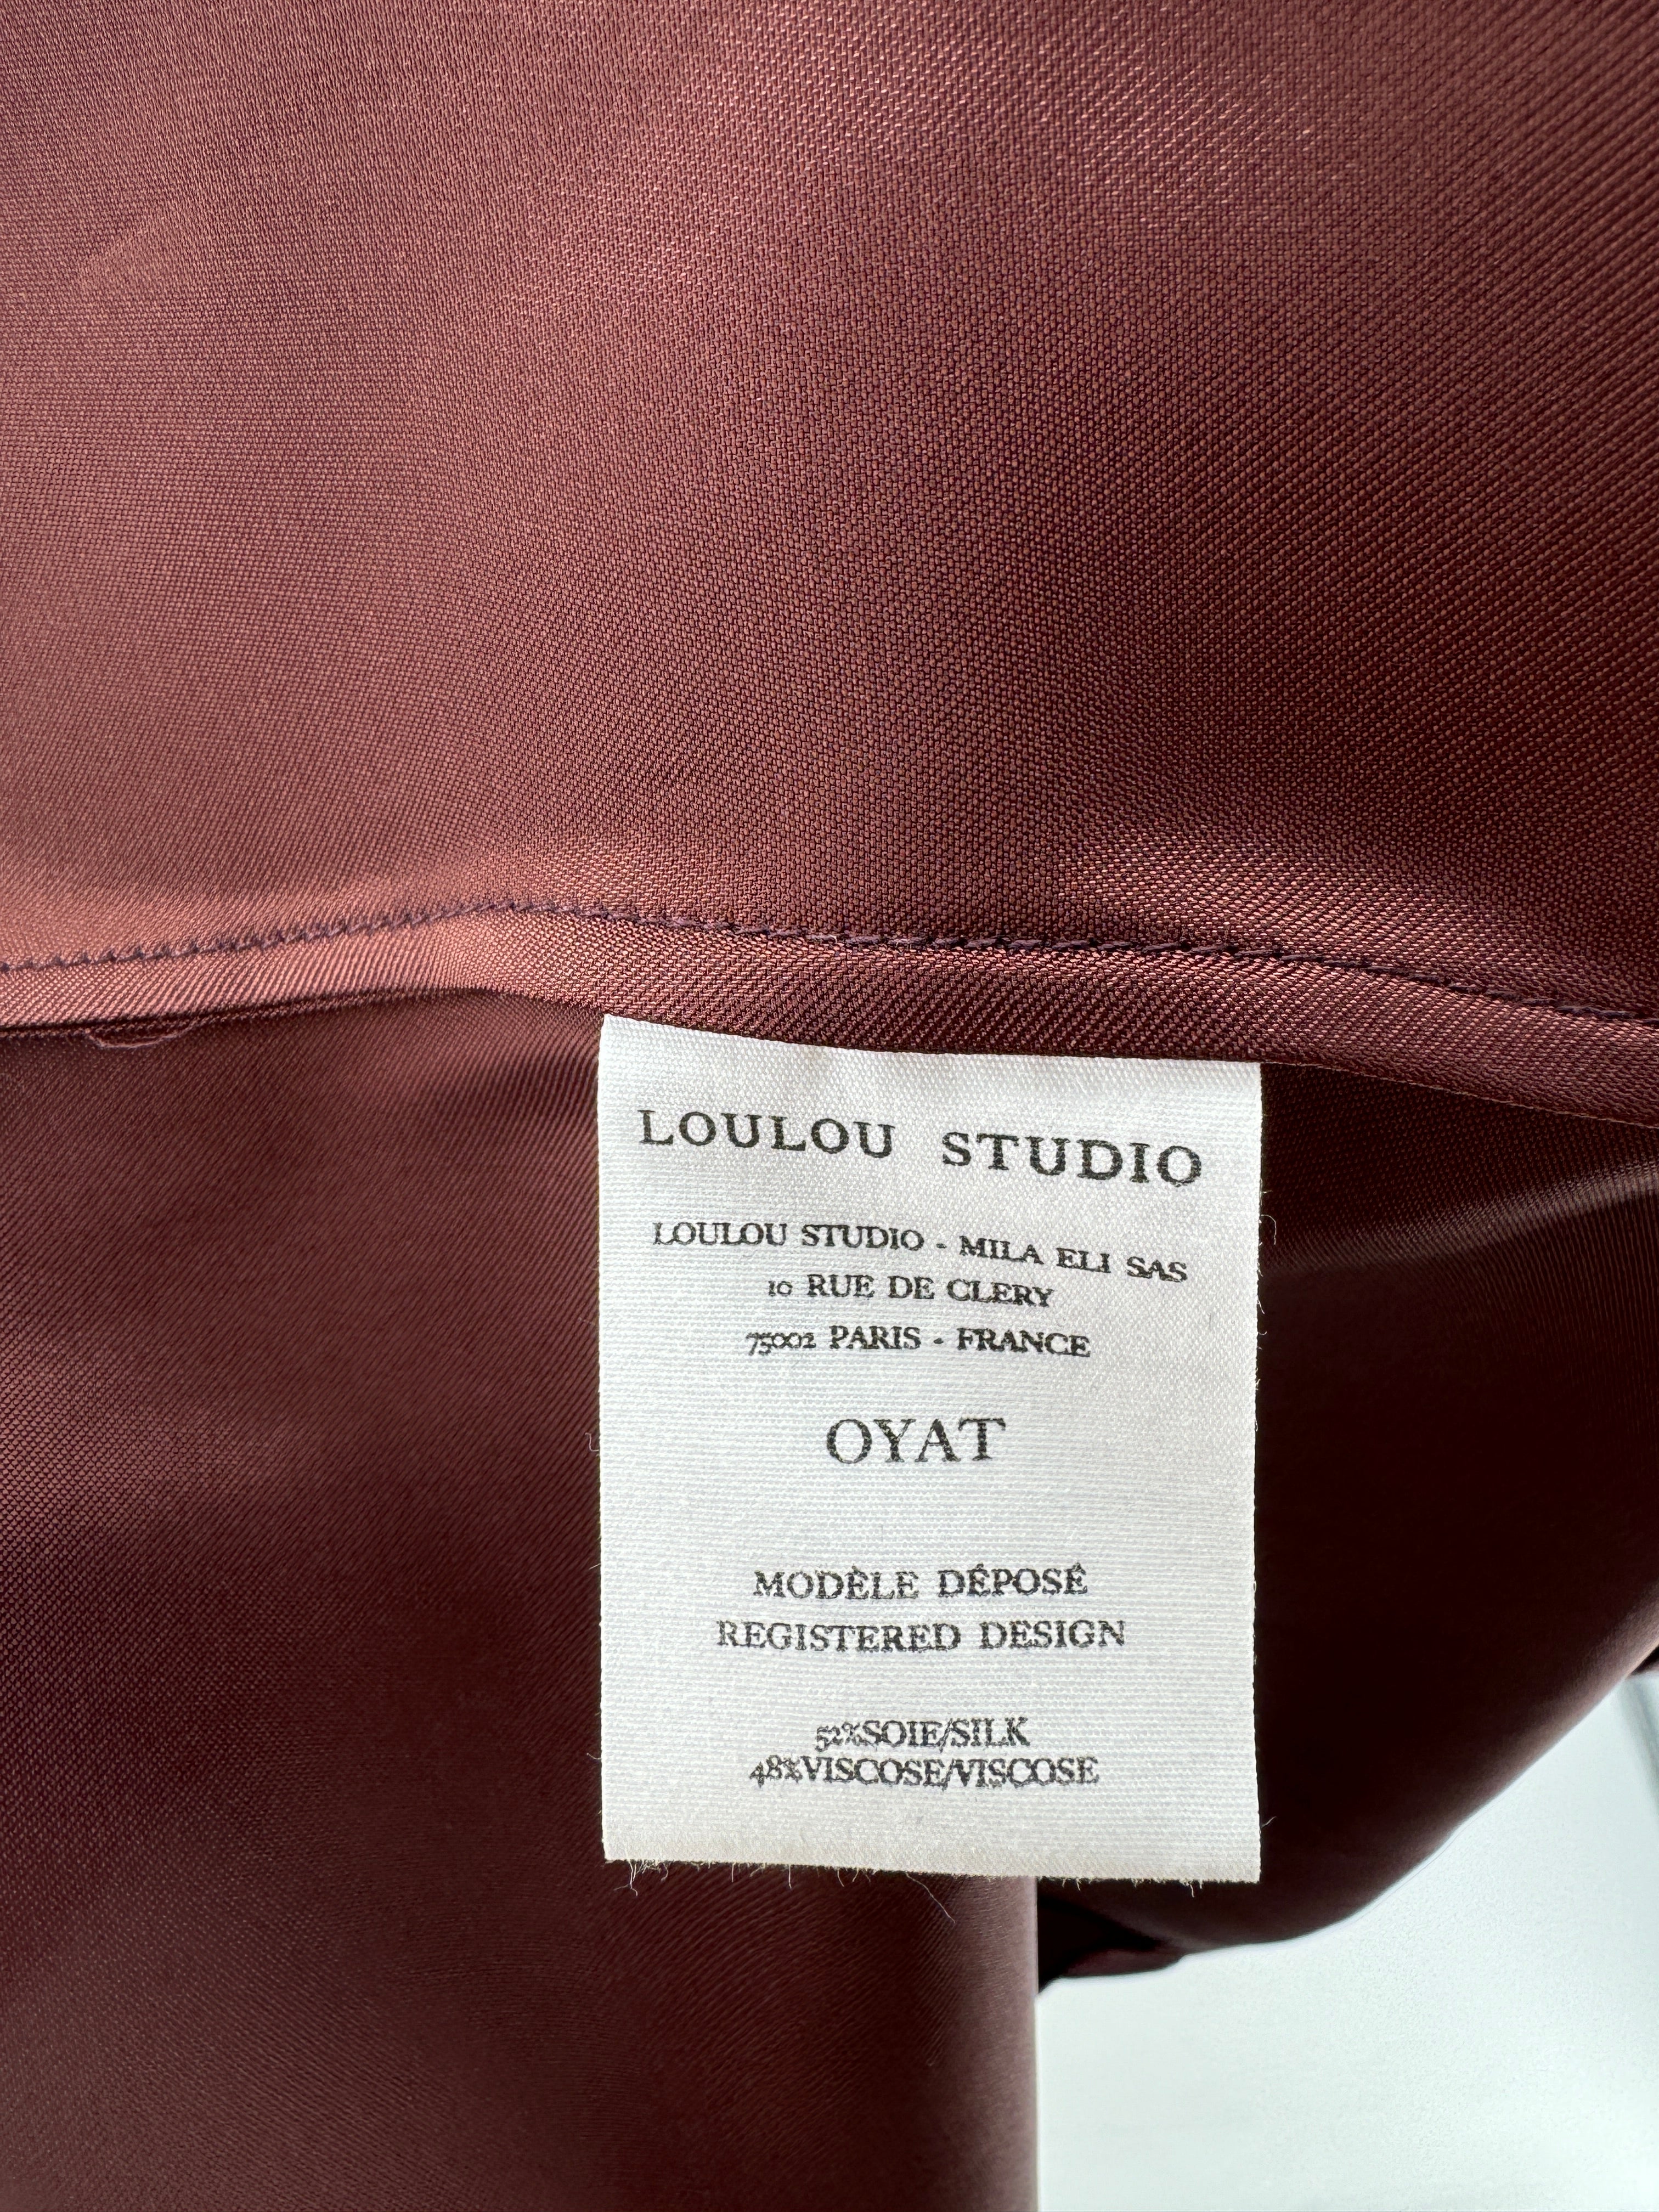 LOULOU STUDIO
LOULOU STUDIO - MILA ELI SAS
10 RUE DE CLERY
75002 PARIS - FRANCE
OYAT
MODÈLE DÉPOSÉ
REGISTERED DESIGN
52%SOIE/SILK
48%VISCOSE/VISCOSE